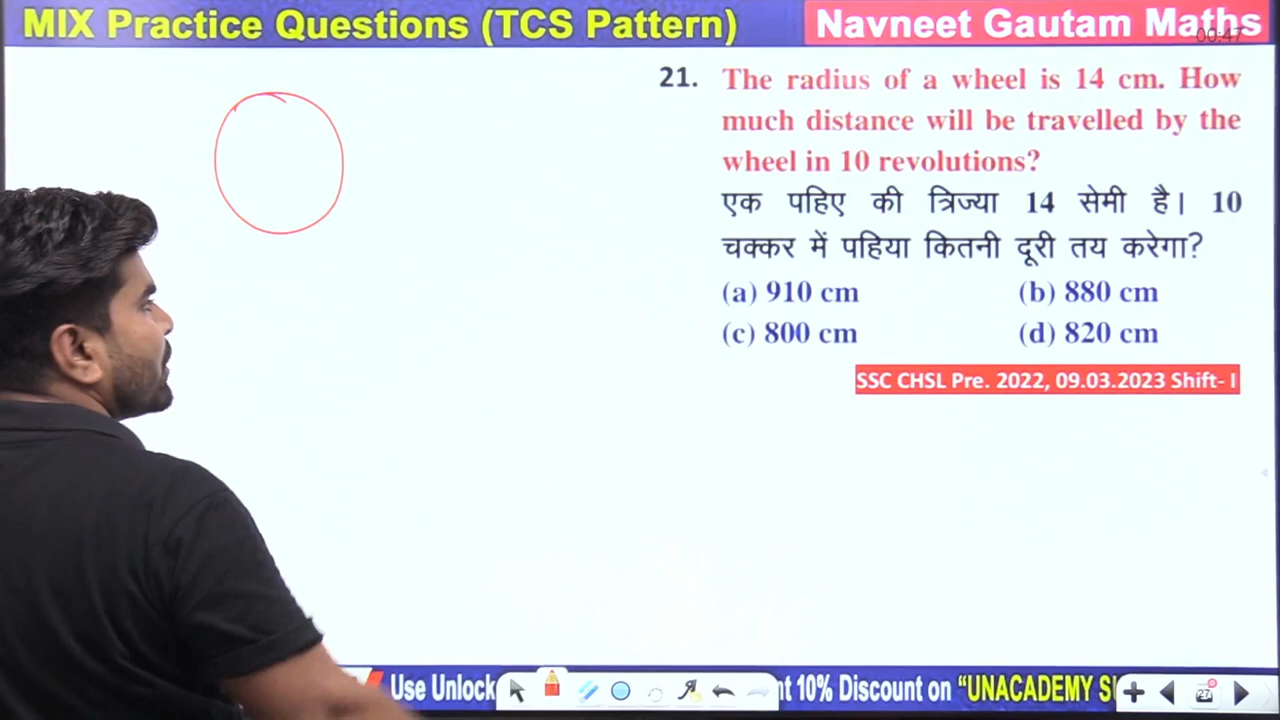 MIX Practice Questions (TCS Pattern)
Navneet Gautam Maths
00:47
21. The radius of a wheel is 14 cm. How
much distance will be travelled by the
wheel in 10 revolutions?
एक पहिए की त्रिज्या 14 सेमी है। 10
चक्कर में पहिया कितनी दूरी तय करेगा?
(a) 910 cm (b) 880 cm
(c) 800 cm (d) 820 cm
SSC CHSL Pre. 2022, 09.03.2023 Shift- I
Use Unlock
10% Discount on "UNACADEMY
27